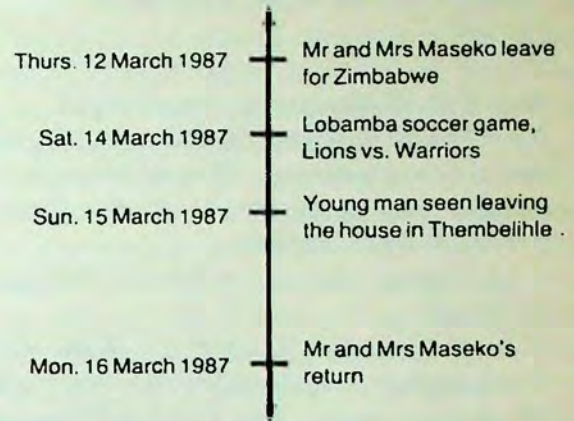 Thurs. 12 March 1987
Mr and Mrs Maseko leave
for Zimbabwe
Sat. 14 March 1987
Lobamba soccer game,
Lions vs. Warriors
Sun. 15 March 1987
Young man seen leaving
the house in Thembelihle .
Mon. 16 March 1987
Mr and Mrs Maseko's
return